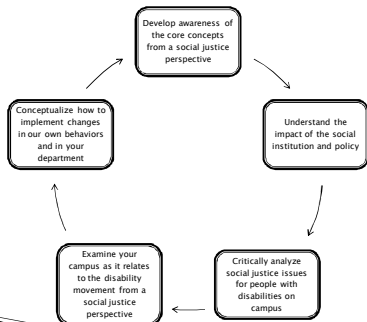 Develop awareness of
the core concepts
from a social justice
perspective
Understand the
impact of the social
institution and policy
Critically analyze
social justice issues
for people with
disabilities on
campus
Examine your
campus as it relates
to the disability
movement from a
social justice
perspective
Conceptualize how to
implement changes
in our own behaviors
and in your
department